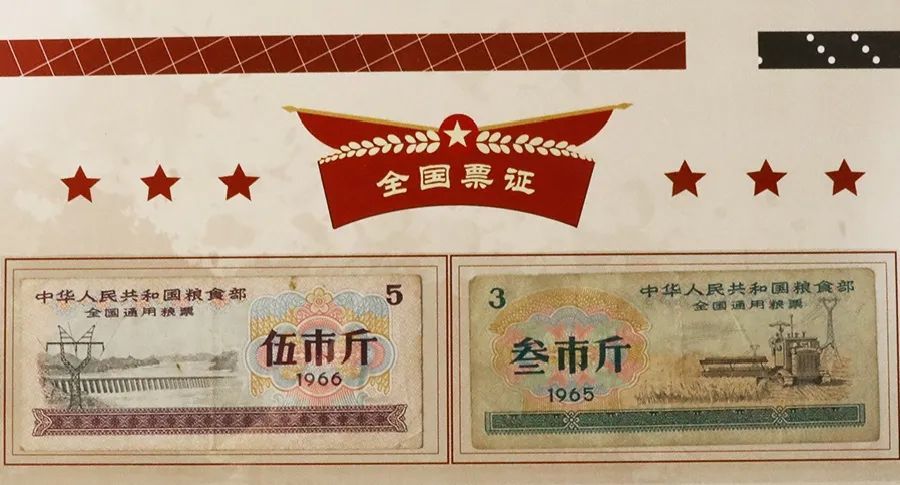 全国票证
中华人民共和国粮食部
全国通用粮票
5
伍市斤
1966
3
中华人民共和国粮食部
全国通用粮票
叁市斤
1965